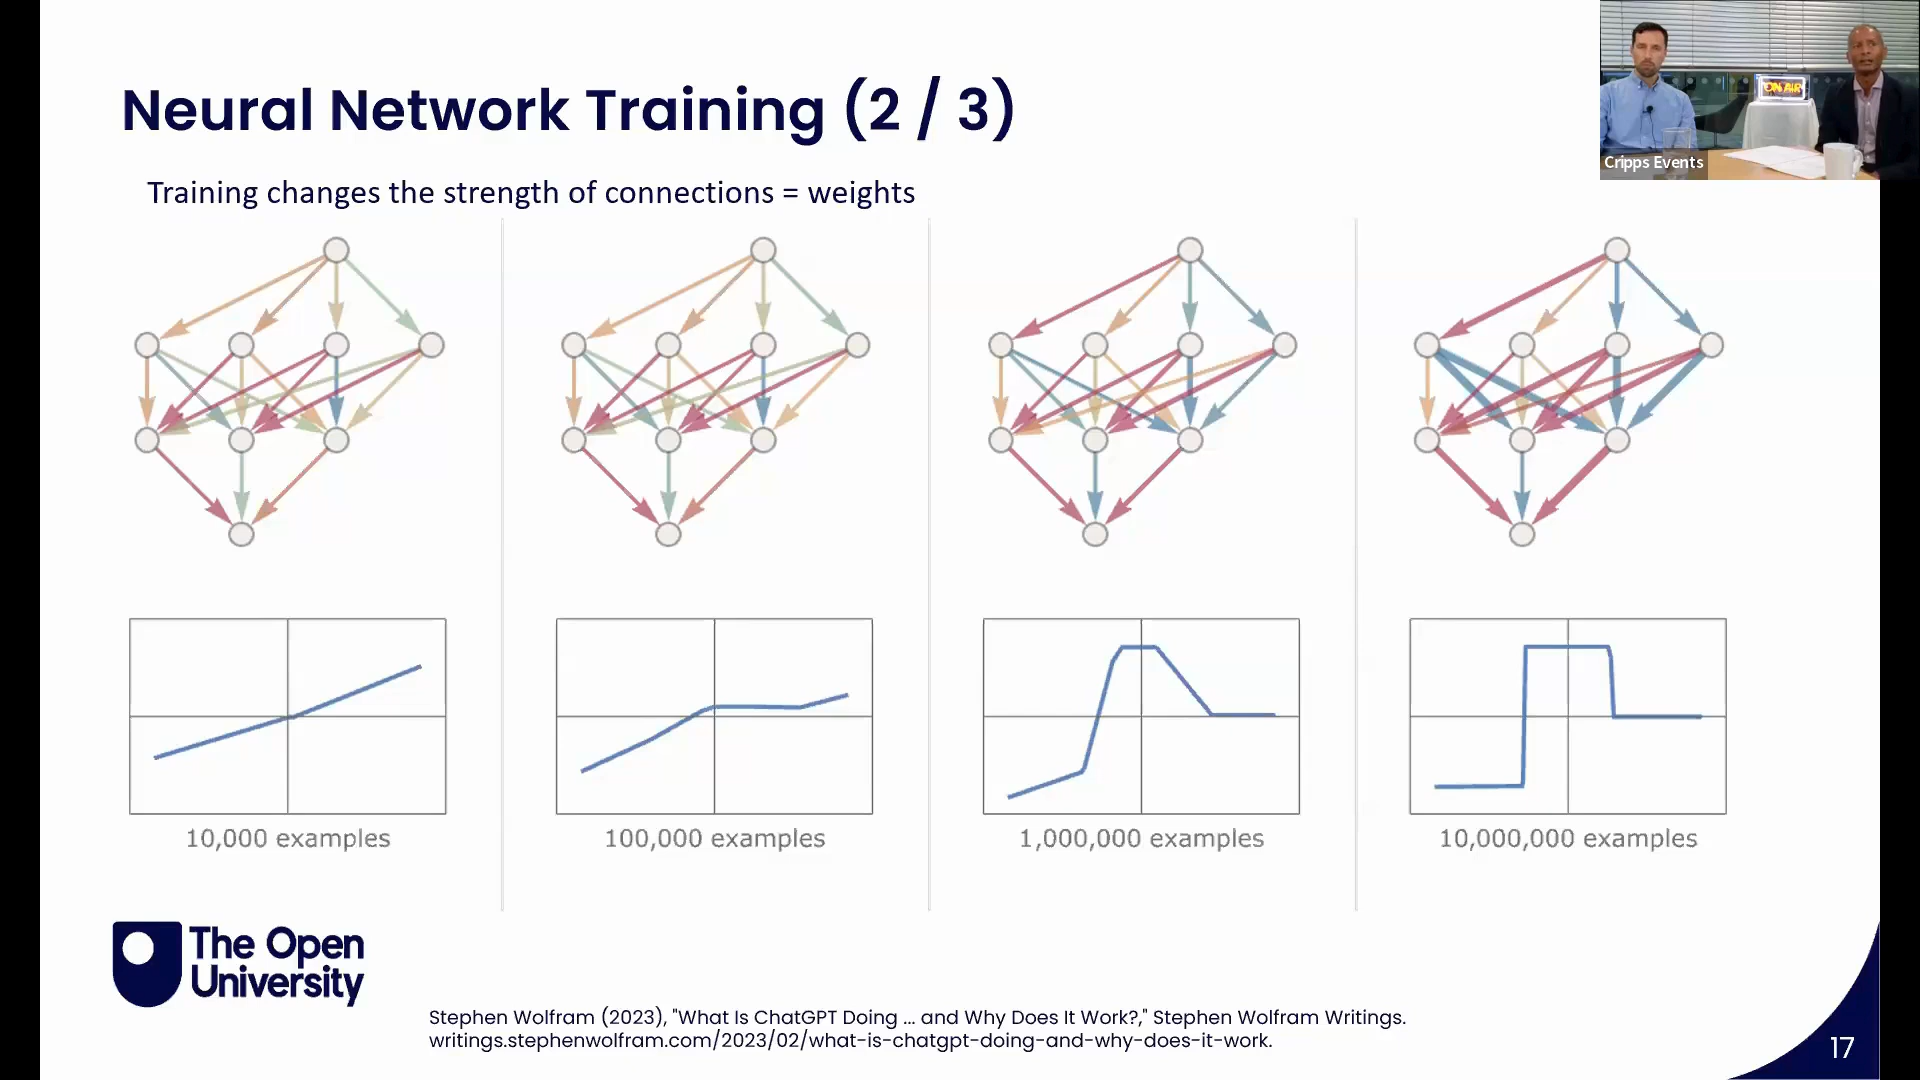 Neural Network Training (2 / 3)
ON AIR
Cripps Events
Training changes the strength of connections = weights
10,000 examples
100,000 examples
1,000,000 examples
10,000,000 examples
The Open
University
Stephen Wolfram (2023), "What Is ChatGPT Doing ... and Why Does It Work?," Stephen Wolfram Writings.
writings.stephenwolfram.com/2023/02/what-is-chatgpt-doing-and-why-does-it-work.
17